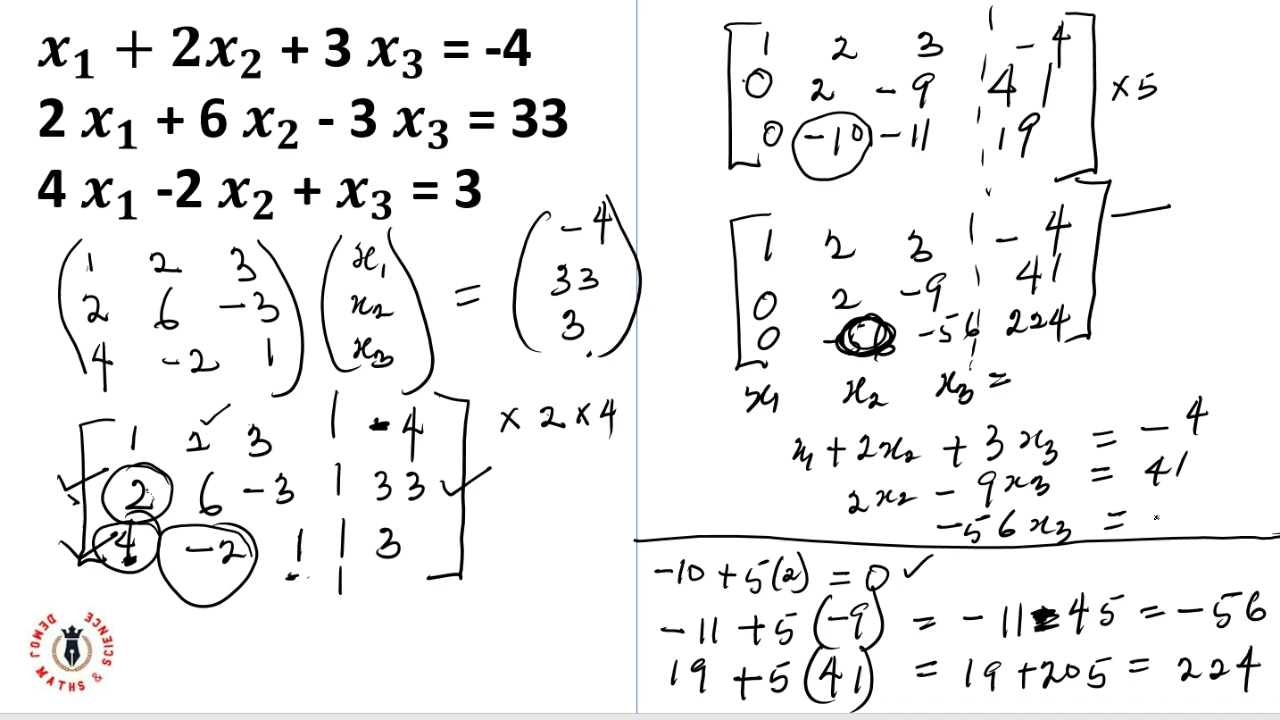 x₁ + 2x₂ + 3 x₃ = -4
2 x₁ + 6 x₂ - 3 x₃ = 33
4 x₁ -2 x₂ + x₃ = 3
1 2 3 x₁ = -4
2 6 -3 x₂ 33
4 -2 1 x₃ 3
1 2 3 | -4 × 2 × 4
2 6 -3 | 33
4 -2 1 | 3
DEMOJ MATHS & SCIENCE
1 2 3 | -4
0 2 -9 | 41 ×5
0 -10 -11 | 19
1 2 3 | -4
0 2 -9 | 41
0 -56 | 224
x₁ x₂ x₃ =
x₁ + 2x₂ + 3x₃ = -4
2x₂ - 9x₃ = 41
-56x₃ =
-10 + 5(2) = 0 ✓
-11 + 5(-9) = -11 - 45 = -56
19 + 5(41) = 19 + 205 = 224